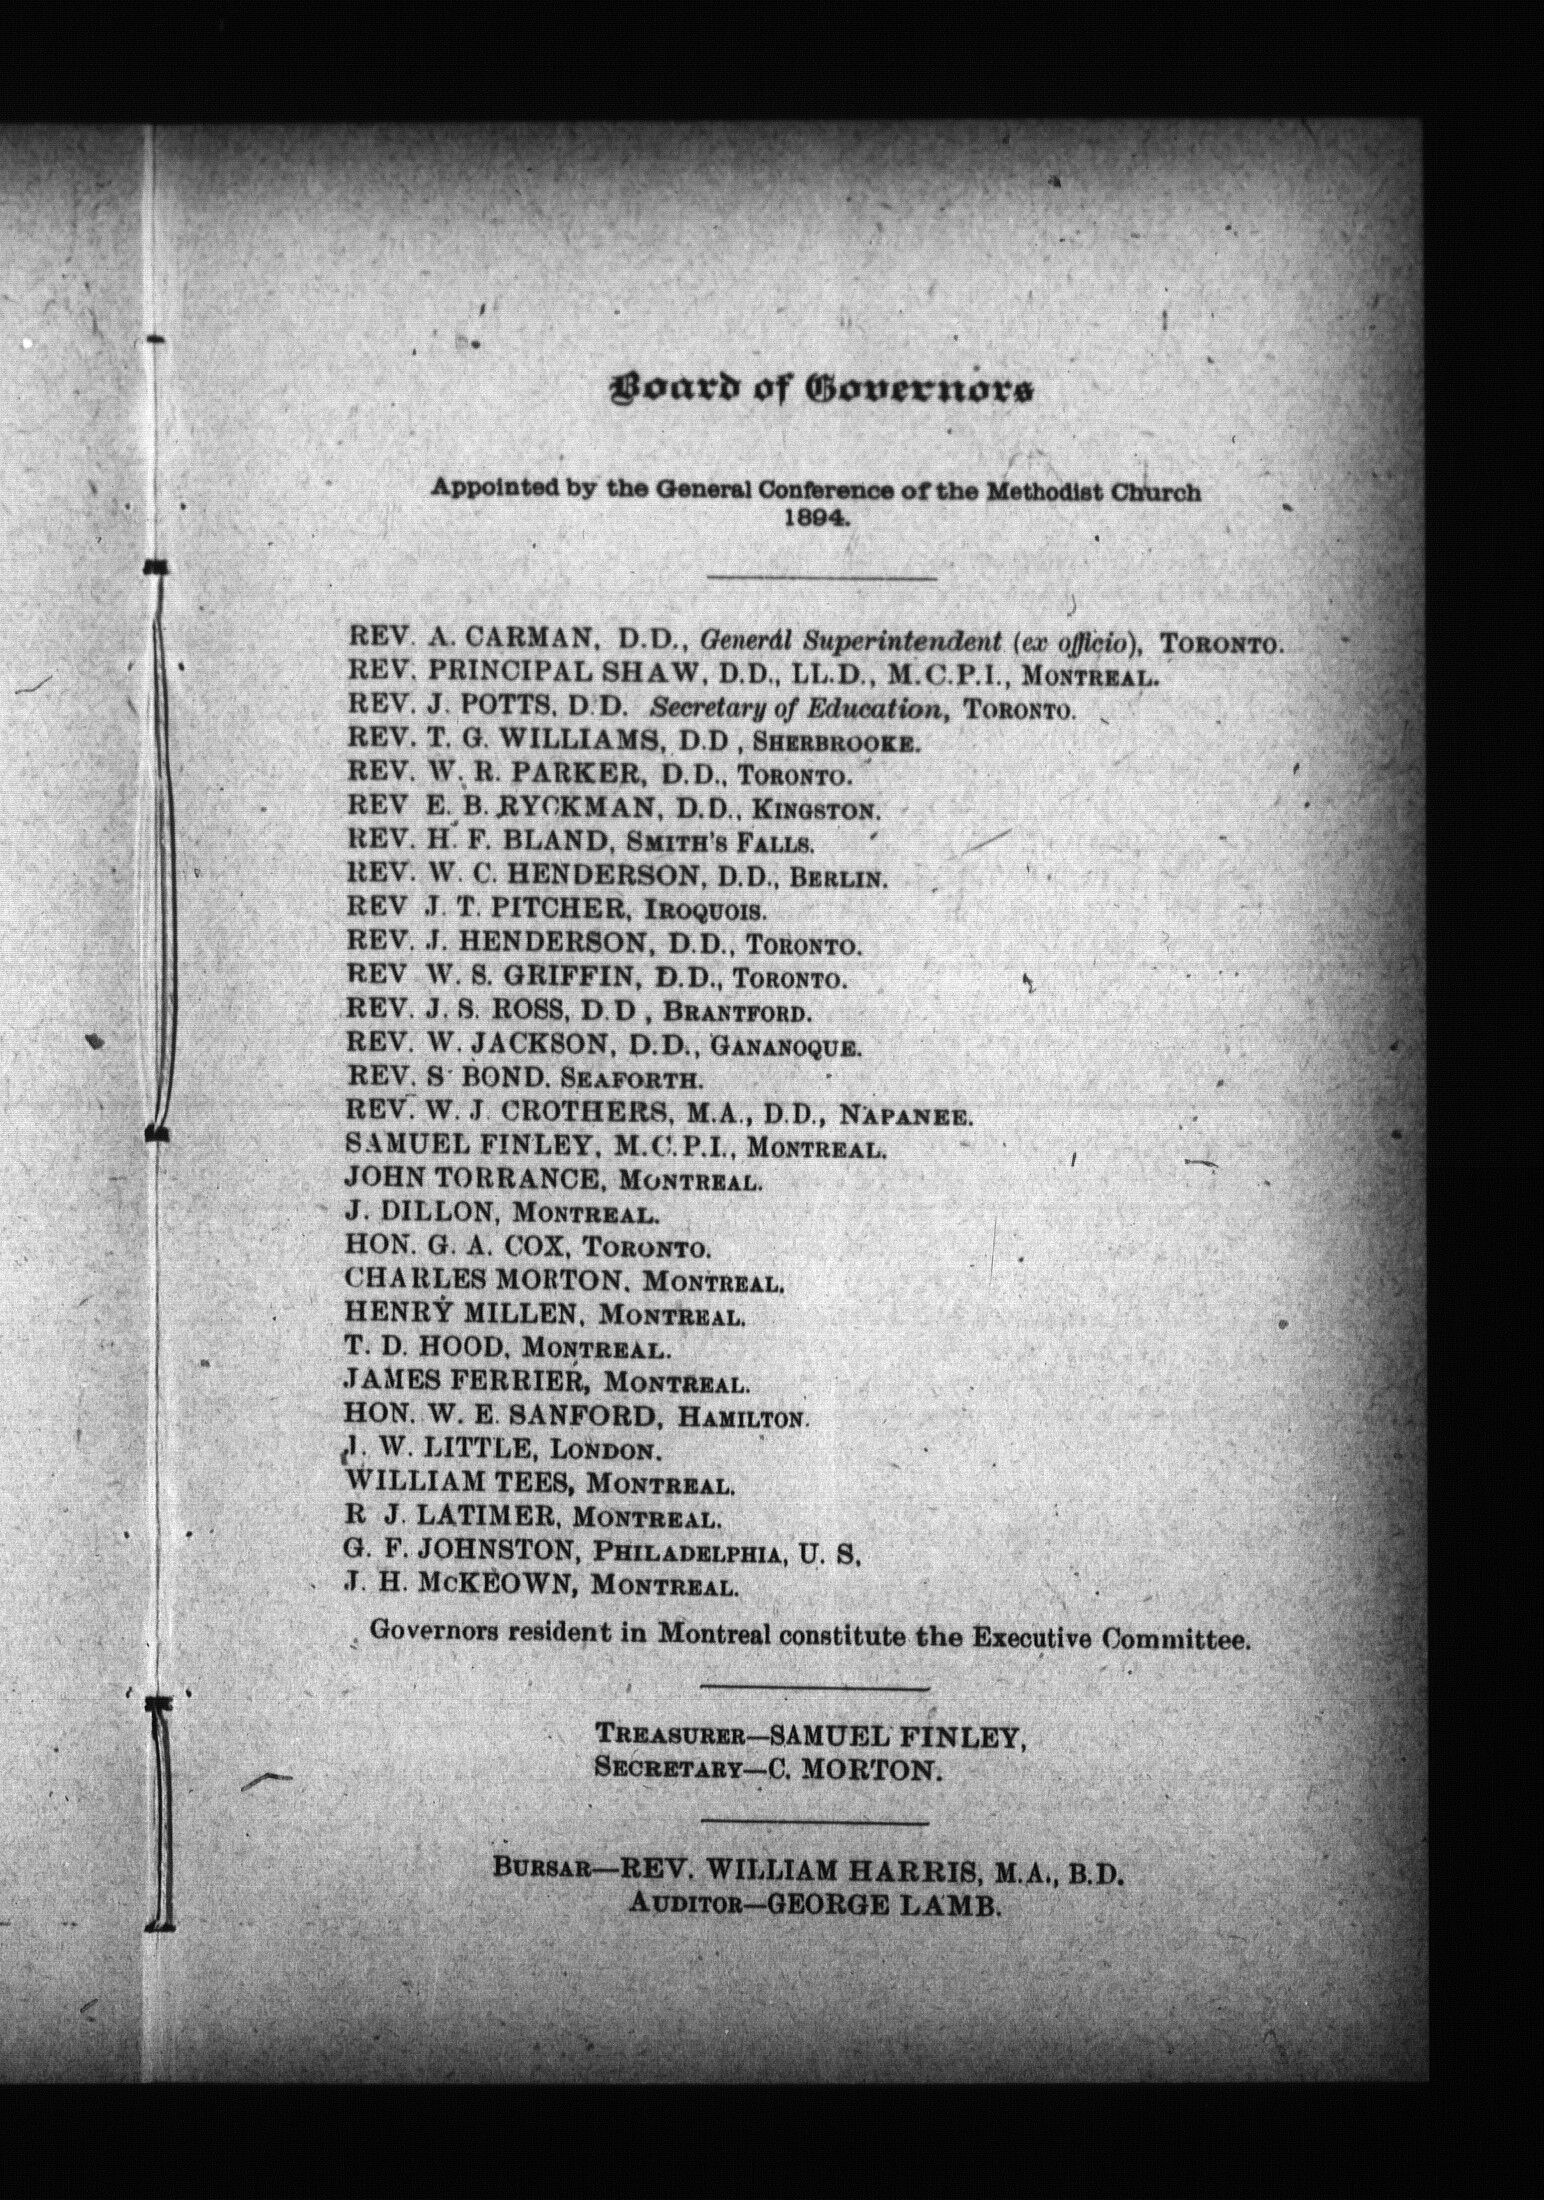 Board of Governors
Appointed by the General Conference of the Methodist Church
1894.
REV. A. CARMAN, D.D., General Superintendent (ex officio), TORONTO.
REV. PRINCIPAL SHAW, D.D., LL.D., M.C.P.I., MONTREAL.
REV. J. POTTS, D.D. Secretary of Education, TORONTO.
REV. T. G. WILLIAMS, D.D , SHERBROOKE.
REV. W. R. PARKER, D.D., TORONTO.
REV E. B. RYCKMAN, D.D., KINGSTON.
REV. H. F. BLAND, SMITH'S FALLS.
REV. W. C. HENDERSON, D.D., BERLIN.
REV J. T. PITCHER, IROQUOIS.
REV. J. HENDERSON, D.D., TORONTO.
REV W. S. GRIFFIN, D.D., TORONTO.
REV. J. S. ROSS, D.D , BRANTFORD.
REV. W. JACKSON, D.D., GANANOQUE.
REV. S. BOND. SEAFORTH.
REV. W. J. CROTHERS, M.A., D.D., NAPANEE.
SAMUEL FINLEY, M.C.P.I., MONTREAL.
JOHN TORRANCE, MONTREAL.
J. DILLON, MONTREAL.
HON. G. A. COX, TORONTO.
CHARLES MORTON. MONTREAL.
HENRY MILLEN, MONTREAL.
T. D. HOOD, MONTREAL.
JAMES FERRIER, MONTREAL.
HON. W. E. SANFORD, HAMILTON.
J. W. LITTLE, LONDON.
WILLIAM TEES, MONTREAL.
R J. LATIMER, MONTREAL.
G. F. JOHNSTON, PHILADELPHIA, U. S.
J. H. McKEOWN, MONTREAL.
Governors resident in Montreal constitute the Executive Committee.
TREASURER—SAMUEL FINLEY,
SECRETARY—C. MORTON.
BURSAR—REV. WILLIAM HARRIS, M.A., B.D.
AUDITOR—GEORGE LAMB.